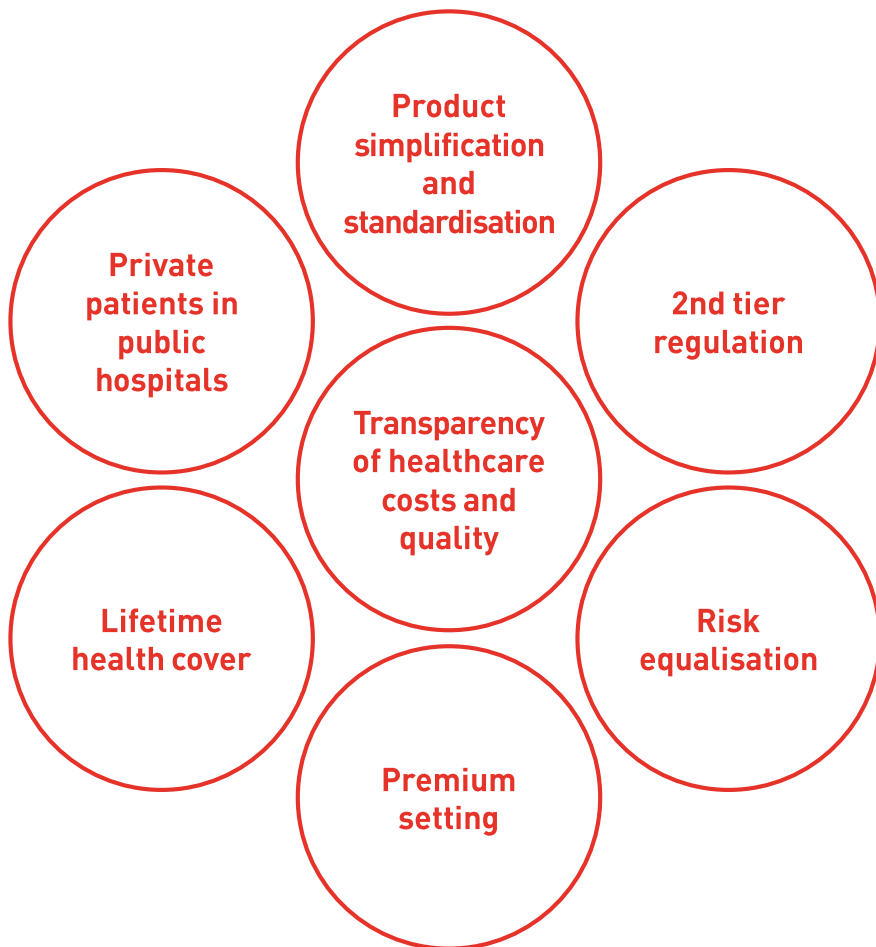 Product
simplification
and
standardisation
Private
patients in
public
hospitals
2nd tier
regulation
Transparency
of healthcare
costs and
quality
Lifetime
health cover
Risk
equalisation
Premium
setting